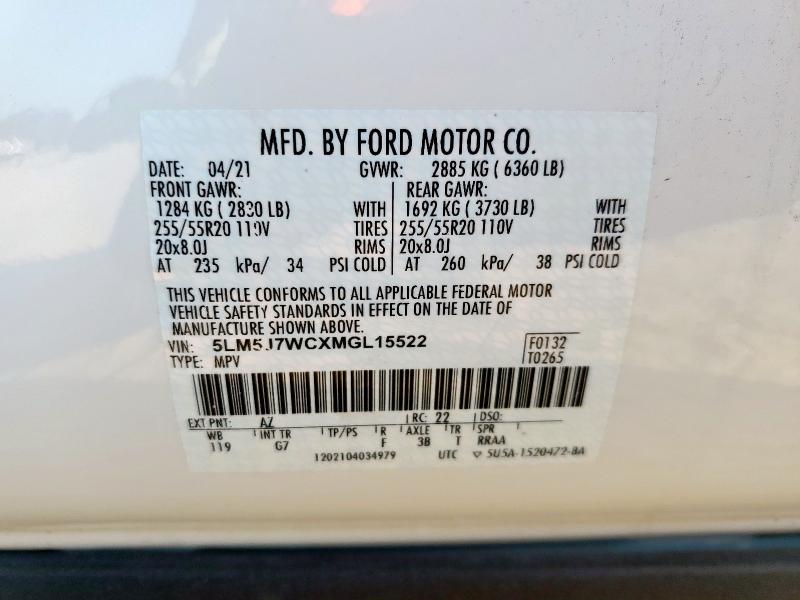 MFD. BY FORD MOTOR CO.
DATE: 04/21 GVWR: 2885 KG ( 6360 LB)
FRONT GAWR: REAR GAWR:
1284 KG ( 2830 LB) WITH 1692 KG ( 3730 LB) WITH
255/55R20 110V TIRES 255/55R20 110V TIRES
20x8.0J RIMS 20x8.0J RIMS
AT 235 kPa/ 34 PSI COLD AT 260 kPa/ 38 PSI COLD
THIS VEHICLE CONFORMS TO ALL APPLICABLE FEDERAL MOTOR
VEHICLE SAFETY STANDARDS IN EFFECT ON THE DATE OF
MANUFACTURE SHOWN ABOVE.
VIN: 5LM5J7WCXMGL15522 F0132
TYPE: MPV T0265
EXT PNT: AZ RC: 22 DSO:
WB INT TR TP/PS R AXLE TR SPR
119 G7 F 3B T RRAA
1202104034979 UTC ▽ 5U5A-1520472-BA